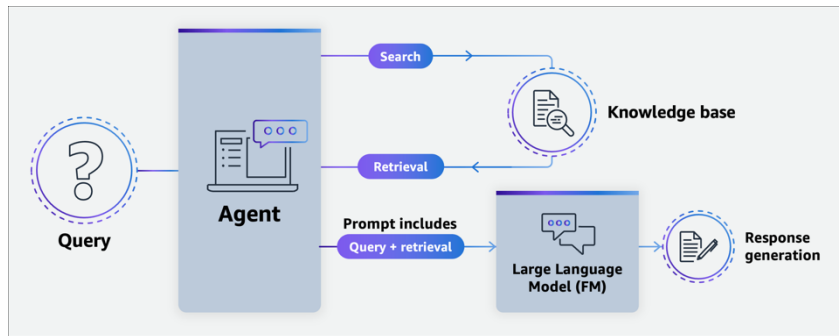 Search
Knowledge base
Retrieval
Query
Agent
Prompt includes
Query + retrieval
Large Language
Model (FM)
Response
generation